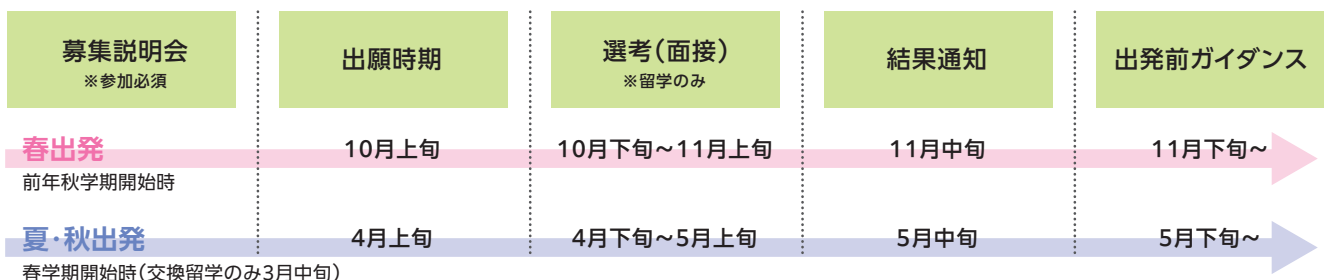 募集説明会
※参加必須
出願時期
選考(面接)
※留学のみ
結果通知
出発前ガイダンス
春出発
10月上旬
10月下旬~11月上旬
11月中旬
11月下旬~
前年秋学期開始時
夏・秋出発
4月上旬
4月下旬~5月上旬
5月中旬
5月下旬~
春学期開始時(交換留学のみ3月中旬)